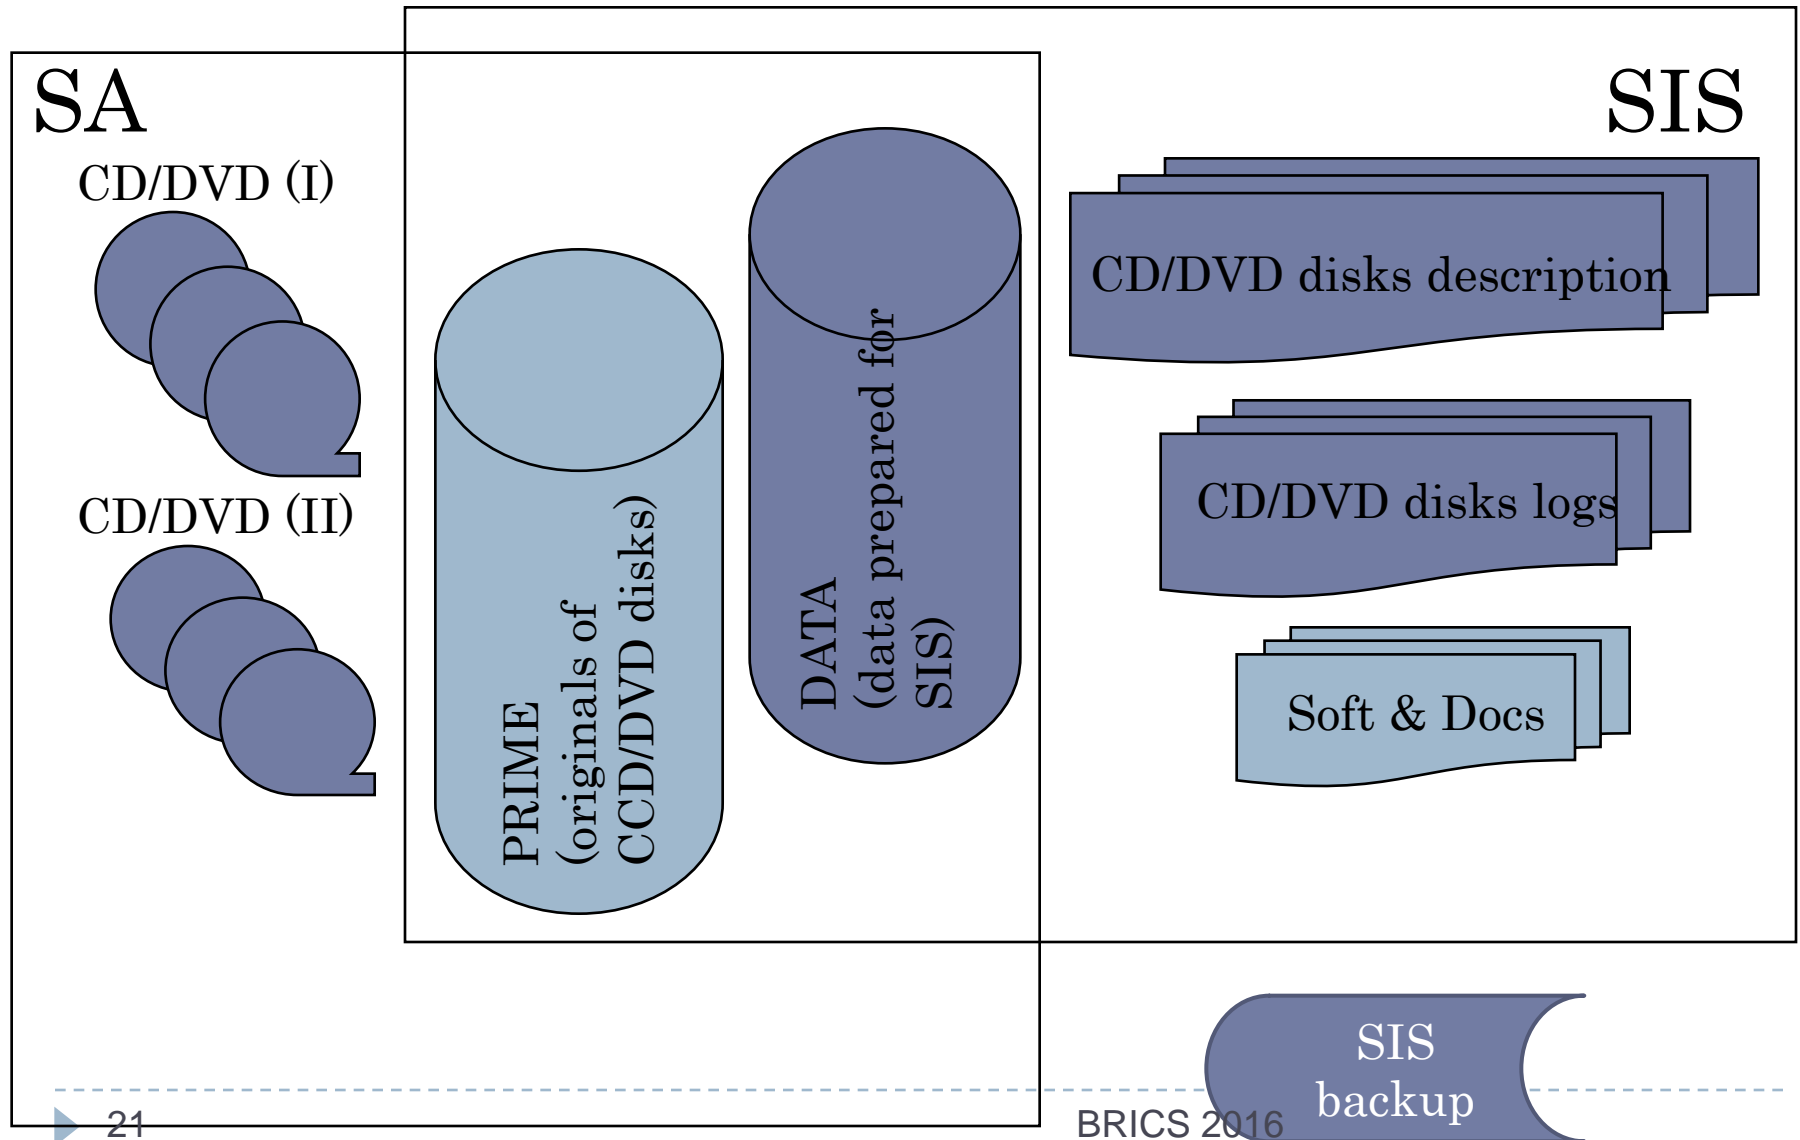 SA
SIS
CD/DVD (I)
CD/DVD (II)
PRIME
(originals of
CCD/DVD disks)
DATA
(data prepared for
SIS)
CD/DVD disks description
CD/DVD disks logs
Soft & Docs
SIS
backup
21
BRICS 2016